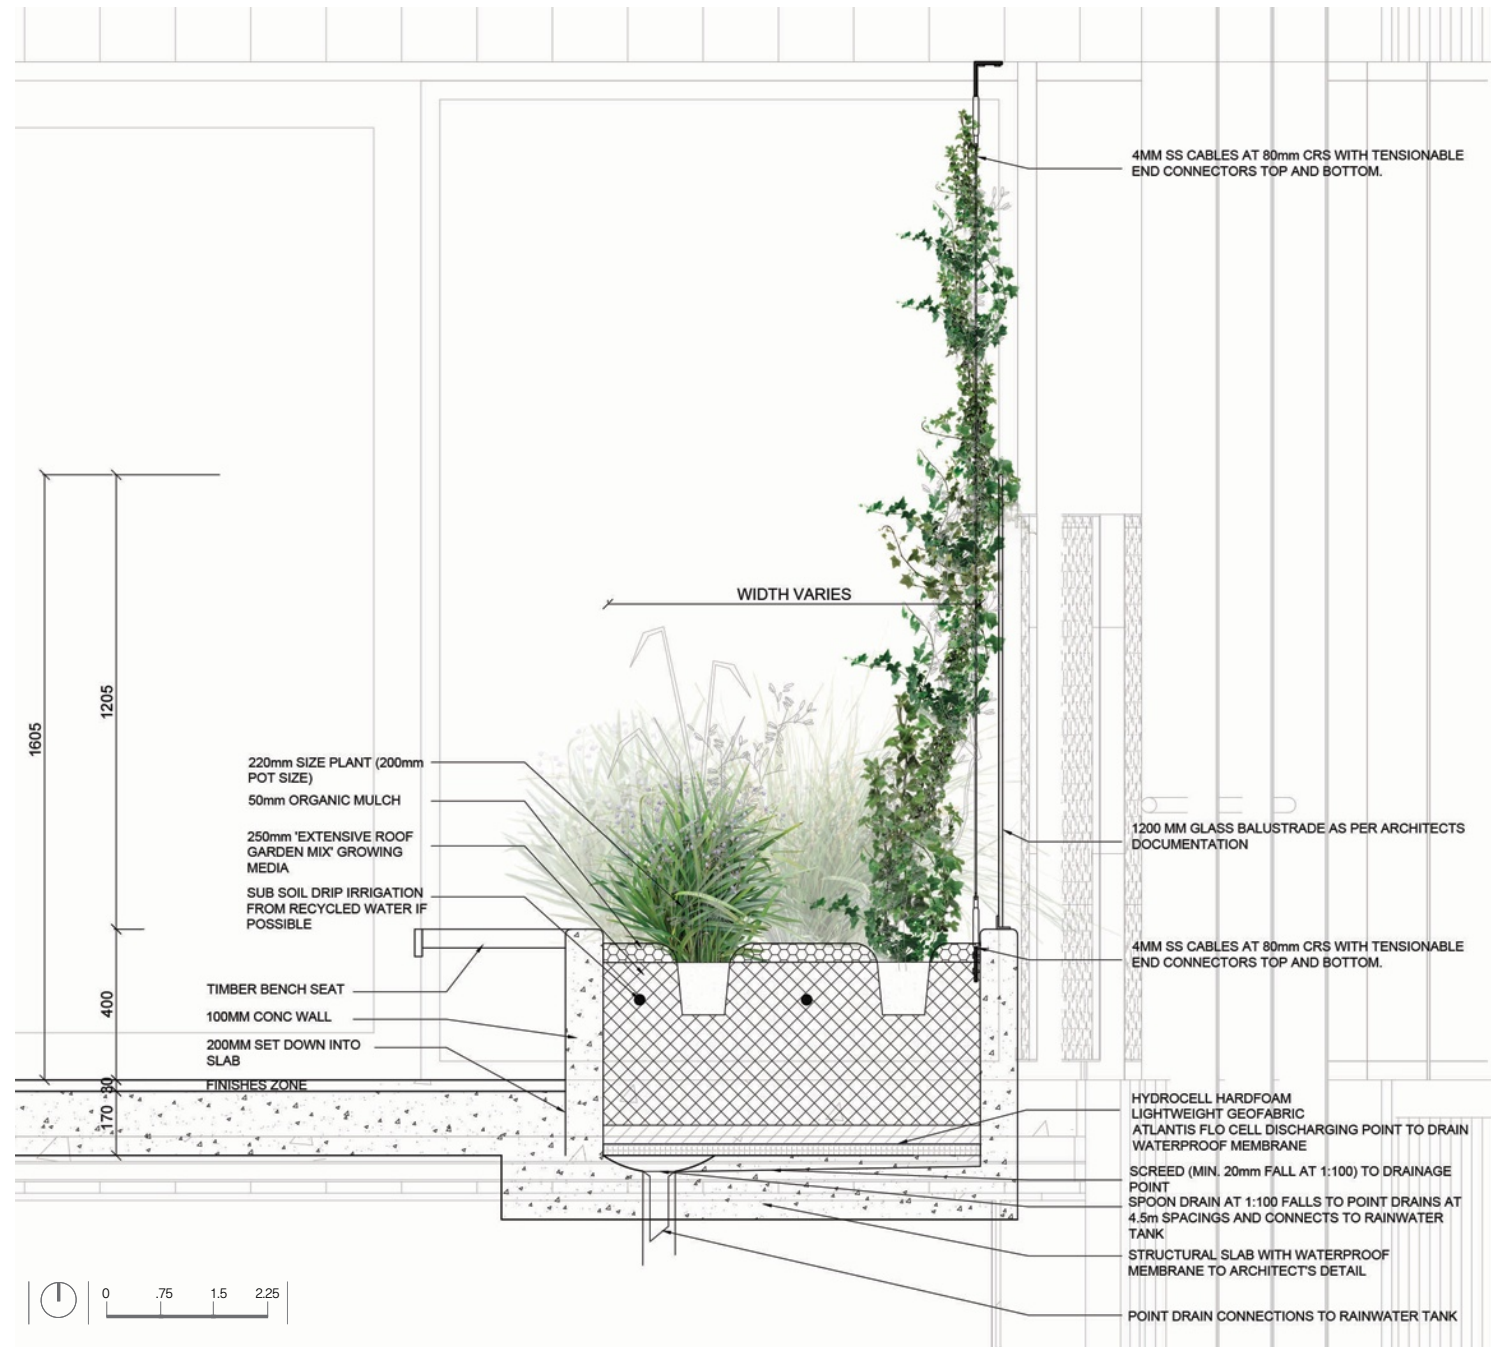 4MM SS CABLES AT 80mm CRS WITH TENSIONABLE
END CONNECTORS TOP AND BOTTOM.
WIDTH VARIES
1605
1205
400
30
170
220mm SIZE PLANT (200mm
POT SIZE)
50mm ORGANIC MULCH
250mm 'EXTENSIVE ROOF
GARDEN MIX' GROWING
MEDIA
SUB SOIL DRIP IRRIGATION
FROM RECYCLED WATER IF
POSSIBLE
TIMBER BENCH SEAT
100MM CONC WALL
200MM SET DOWN INTO
SLAB
FINISHES ZONE
1200 MM GLASS BALUSTRADE AS PER ARCHITECTS
DOCUMENTATION
4MM SS CABLES AT 80mm CRS WITH TENSIONABLE
END CONNECTORS TOP AND BOTTOM.
HYDROCELL HARDFOAM
LIGHTWEIGHT GEOFABRIC
ATLANTIS FLO CELL DISCHARGING POINT TO DRAIN
WATERPROOF MEMBRANE
SCREED (MIN. 20mm FALL AT 1:100) TO DRAINAGE
POINT
SPOON DRAIN AT 1:100 FALLS TO POINT DRAINS AT
4.5m SPACINGS AND CONNECTS TO RAINWATER
TANK
STRUCTURAL SLAB WITH WATERPROOF
MEMBRANE TO ARCHITECT'S DETAIL
POINT DRAIN CONNECTIONS TO RAINWATER TANK
0 .75 1.5 2.25